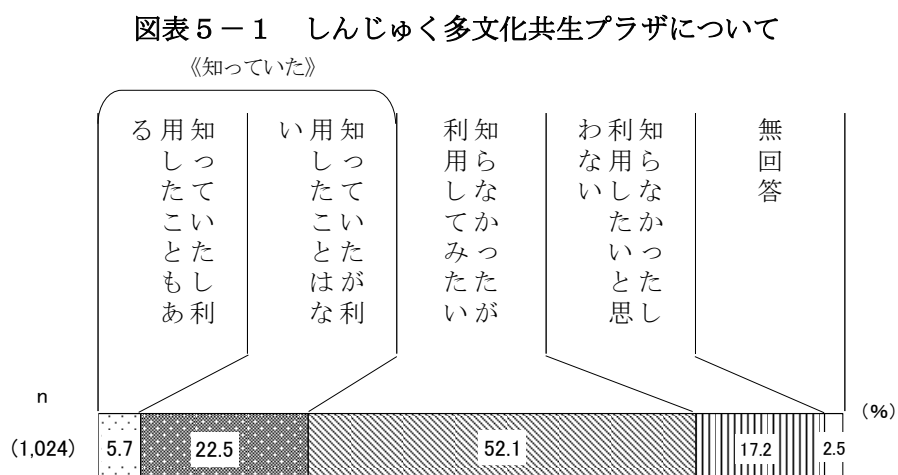 図表5－1　しんじゅく多文化共生プラザについて
《知っていた》
知っていたし利
用したこともあ
る
知っていたが利
用したことはな
い
知らなかったが
利用してみたい
知らなかったし
利用したいと思
わない
無回答
n
(%)
(1,024)
5.7
22.5
52.1
17.2
2.5